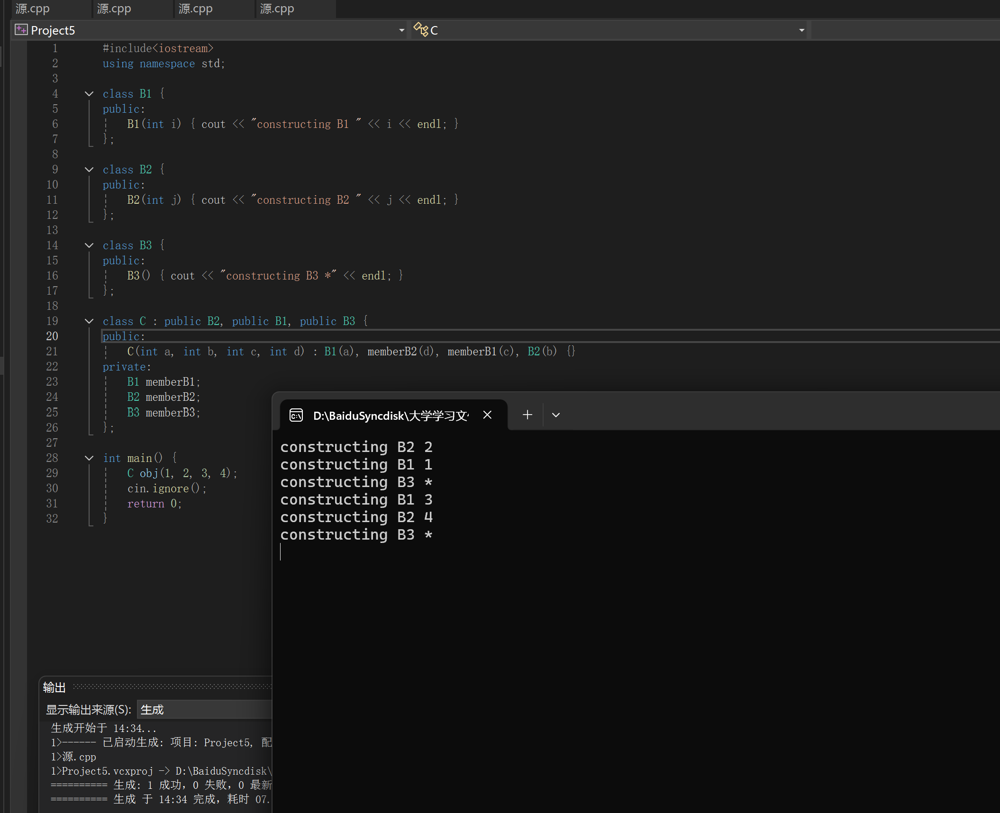 源.cpp 源.cpp 源.cpp 源.cpp
Project5 C
1 #include<iostream>
2 using namespace std;
3
4 class B1 {
5 public:
6 B1(int i) { cout << "constructing B1 " << i << endl; }
7 };
8
9 class B2 {
10 public:
11 B2(int j) { cout << "constructing B2 " << j << endl; }
12 };
13
14 class B3 {
15 public:
16 B3() { cout << "constructing B3 *" << endl; }
17 };
18
19 class C : public B2, public B1, public B3 {
20 public:
21 C(int a, int b, int c, int d) : B1(a), memberB2(d), memberB1(c), B2(b) {}
22 private:
23 B1 memberB1;
24 B2 memberB2;
25 B3 memberB3;
26 };
27
28 int main() {
29 C obj(1, 2, 3, 4);
30 cin.ignore();
31 return 0;
32 }
D:\BaiduSyncdisk\大学学习文
constructing B2 2
constructing B1 1
constructing B3 *
constructing B1 3
constructing B2 4
constructing B3 *
输出
显示输出来源(S): 生成
生成开始于 14:34...
1>------ 已启动生成: 项目: Project5, 配
1>源.cpp
1>Project5.vcxproj -> D:\BaiduSyncdisk\
========== 生成: 1 成功，0 失败，0 最新
========== 生成 于 14:34 完成，耗时 07.